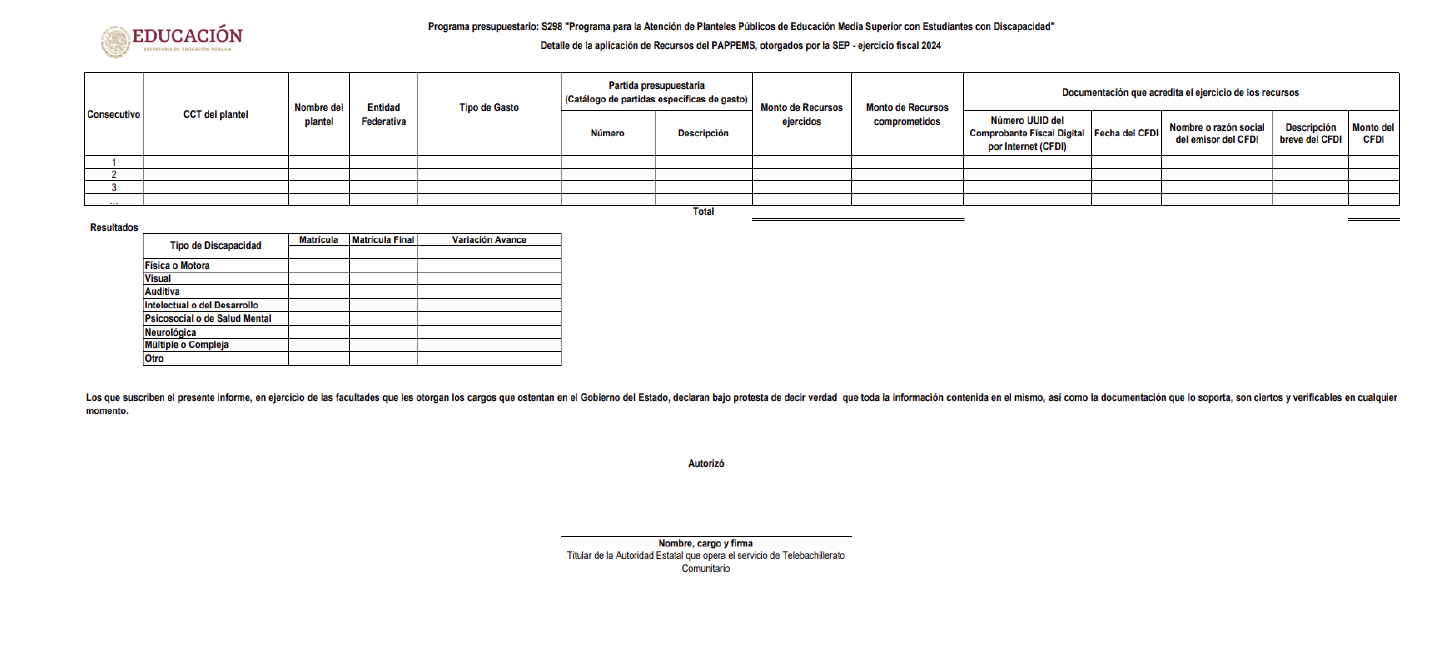 EDUCACIÓN
SECRETARÍA DE EDUCACIÓN PÚBLICA
Programa presupuestario: S298 "Programa para la Atención de Planteles Públicos de Educación Media Superior con Estudiantes con Discapacidad"
Detalle de la aplicación de Recursos del PAPPEMS, otorgados por la SEP - ejercicio fiscal 2024
Consecutivo
CCT del plantel
Nombre del
plantel
Entidad
Federativa
Tipo de Gasto
Partida presupuestaria
(Catálogo de partidas específicas de gasto)
Número
Descripción
Monto de Recursos
ejercidos
Monto de Recursos
comprometidos
Documentación que acredita el ejercicio de los recursos
Número UUID del
Comprobante Fiscal Digital
por Internet (CFDI)
Fecha del CFDI
Nombre o razón social
del emisor del CFDI
Descripción
breve del CFDI
Monto del
CFDI
1
2
3
...
Total
Resultados
Tipo de Discapacidad
Matrícula
Matrícula Final
Variación Avance
Física o Motora
Visual
Auditiva
Intelectual o del Desarrollo
Psicosocial o de Salud Mental
Neurológica
Múltiple o Compleja
Otro
Los que suscriben el presente informe, en ejercicio de las facultades que les otorgan los cargos que ostentan en el Gobierno del Estado, declaran bajo protesta de decir verdad que toda la información contenida en el mismo, así como la documentación que lo soporta, son ciertos y verificables en cualquier
momento.
Autorizó
Nombre, cargo y firma
Titular de la Autoridad Estatal que opera el servicio de Telebachillerato
Comunitario